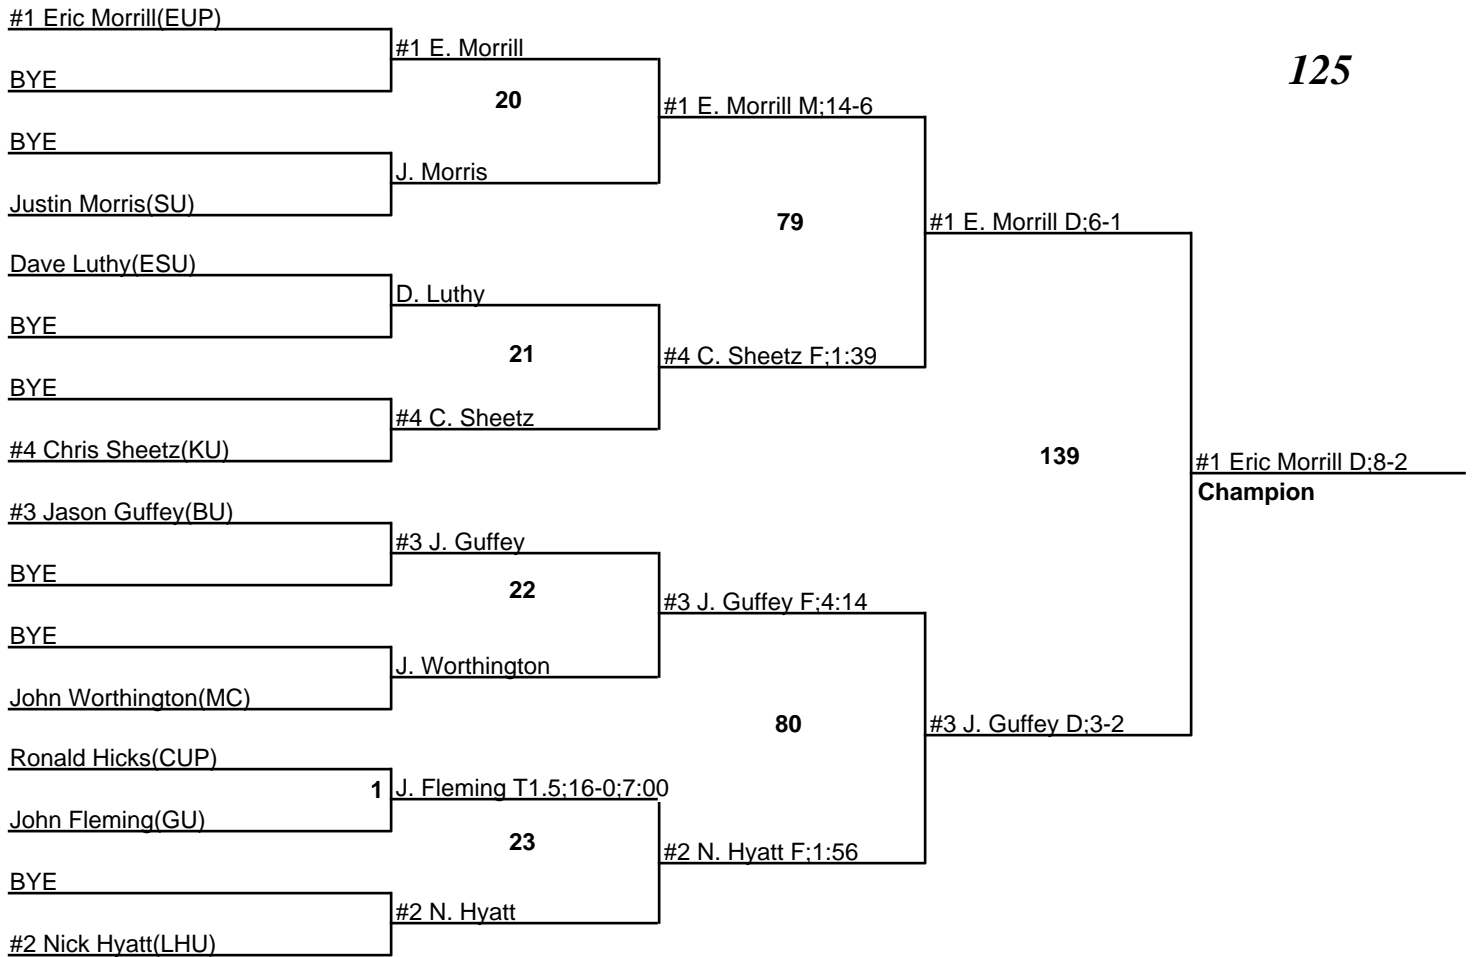 #1 Eric Morrill(EUP)
BYE
BYE
Justin Morris(SU)
Dave Luthy(ESU)
BYE
BYE
#4 Chris Sheetz(KU)
#3 Jason Guffey(BU)
BYE
BYE
John Worthington(MC)
Ronald Hicks(CUP)
John Fleming(GU)
BYE
#2 Nick Hyatt(LHU)
1
#1 E. Morrill
J. Morris
D. Luthy
#4 C. Sheetz
#3 J. Guffey
J. Worthington
J. Fleming T1.5;16-0;7:00
#2 N. Hyatt
20
21
22
23
#1 E. Morrill M;14-6
#4 C. Sheetz F;1:39
#3 J. Guffey F;4:14
#2 N. Hyatt F;1:56
79
80
#1 E. Morrill D;6-1
#3 J. Guffey D;3-2
139
#1 Eric Morrill D;8-2
Champion
125